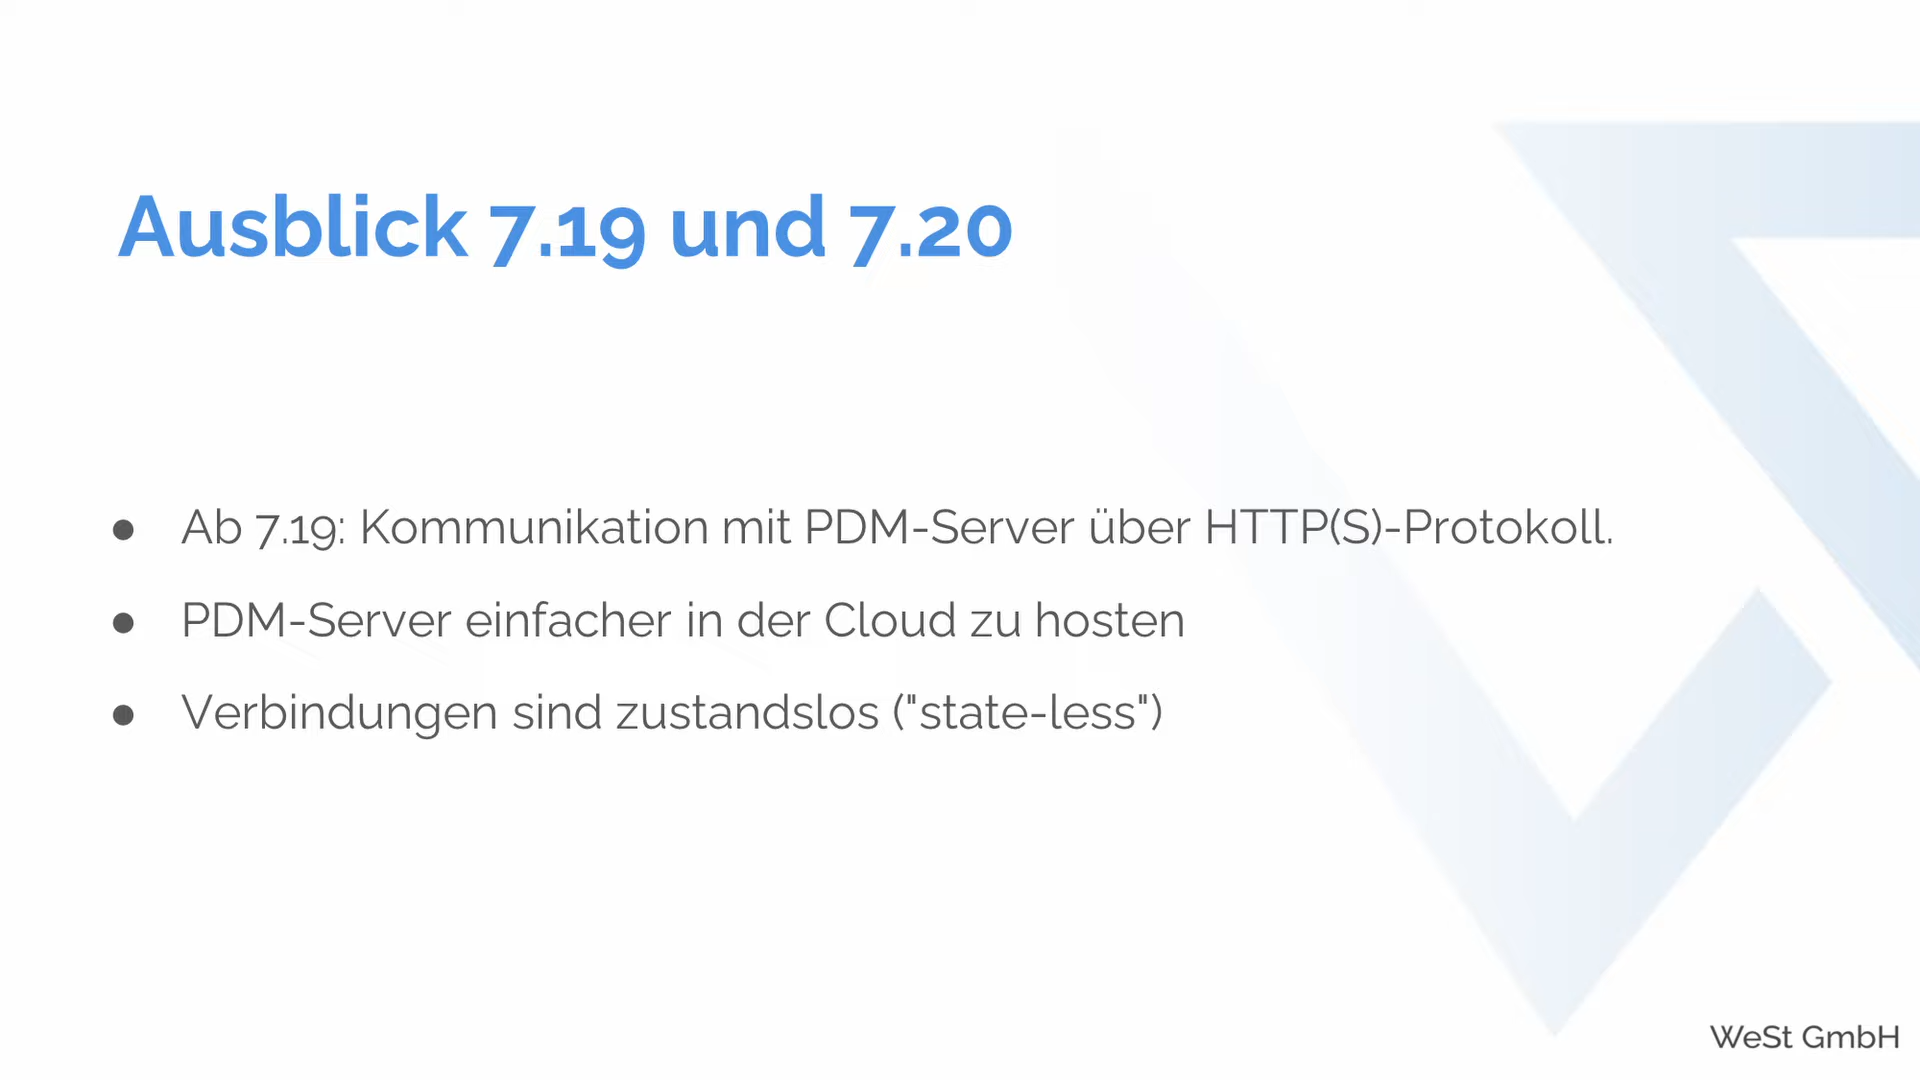 Ausblick 7.19 und 7.20
● Ab 7.19: Kommunikation mit PDM-Server über HTTP(S)-Protokoll.
● PDM-Server einfacher in der Cloud zu hosten
● Verbindungen sind zustandslos ("state-less")
WeSt GmbH